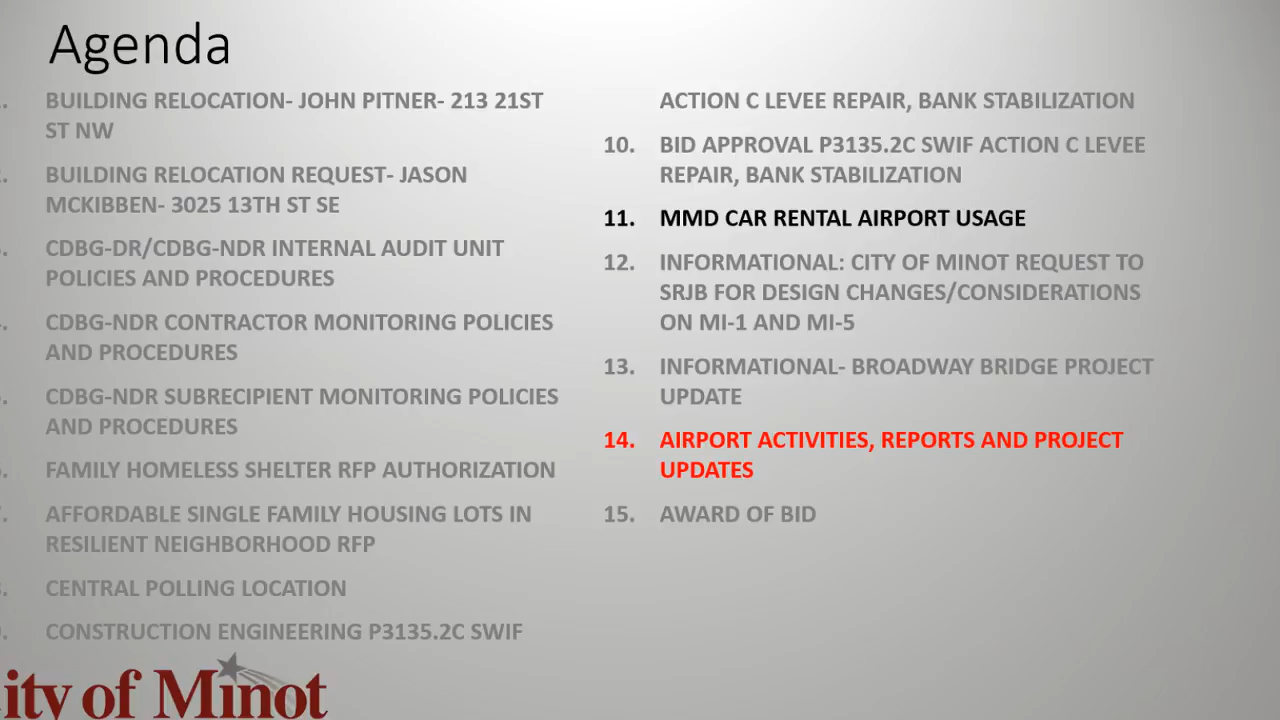 Agenda
BUILDING RELOCATION- JOHN PITNER- 213 21ST
ST NW
BUILDING RELOCATION REQUEST- JASON
MCKIBBEN- 3025 13TH ST SE
CDBG-DR/CDBG-NDR INTERNAL AUDIT UNIT
POLICIES AND PROCEDURES
CDBG-NDR CONTRACTOR MONITORING POLICIES
AND PROCEDURES
CDBG-NDR SUBRECIPIENT MONITORING POLICIES
AND PROCEDURES
FAMILY HOMELESS SHELTER RFP AUTHORIZATION
AFFORDABLE SINGLE FAMILY HOUSING LOTS IN
RESILIENT NEIGHBORHOOD RFP
CENTRAL POLLING LOCATION
CONSTRUCTION ENGINEERING P3135.2C SWIF
ACTION C LEVEE REPAIR, BANK STABILIZATION
10. BID APPROVAL P3135.2C SWIF ACTION C LEVEE
REPAIR, BANK STABILIZATION
11. MMD CAR RENTAL AIRPORT USAGE
12. INFORMATIONAL: CITY OF MINOT REQUEST TO
SRJB FOR DESIGN CHANGES/CONSIDERATIONS
ON MI-1 AND MI-5
13. INFORMATIONAL- BROADWAY BRIDGE PROJECT
UPDATE
14. AIRPORT ACTIVITIES, REPORTS AND PROJECT
UPDATES
15. AWARD OF BID
ity of Minot